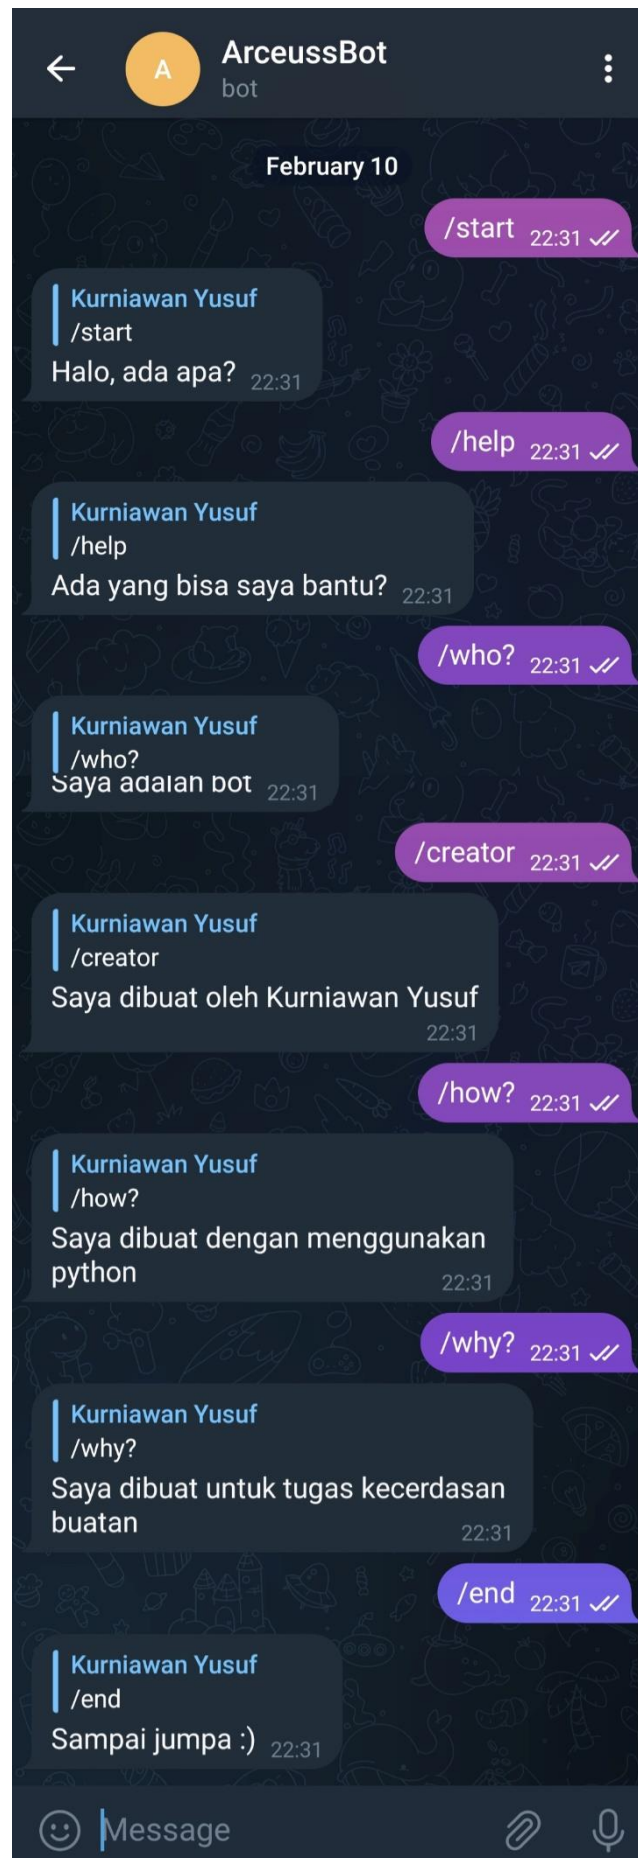 ArceussBot
A
bot
February 10
/start 22:31
Kurniawan Yusuf
/start
Halo, ada apa? 22:31
/help 22:31
Kurniawan Yusuf
/help
Ada yang bisa saya bantu? 22:31
/who? 22:31
Kurniawan Yusuf
/who?
Saya adalah bot 22:31
/creator 22:31
Kurniawan Yusuf
/creator
Saya dibuat oleh Kurniawan Yusuf
22:31
/how? 22:31
Kurniawan Yusuf
/how?
Saya dibuat dengan menggunakan
python 22:31
/why? 22:31
Kurniawan Yusuf
/why?
Saya dibuat untuk tugas kecerdasan
buatan 22:31
/end 22:31
Kurniawan Yusuf
/end
Sampai jumpa :) 22:31
Message